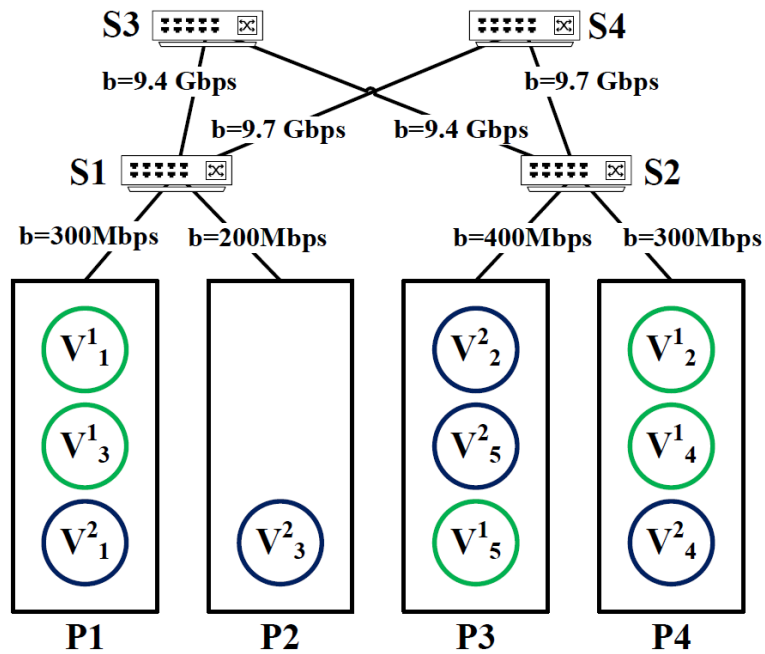 S3 S4
b=9.4 Gbps b=9.7 Gbps
b=9.7 Gbps b=9.4 Gbps
S1 S2
b=300Mbps b=200Mbps b=400Mbps b=300Mbps
V¹₁ V²₂ V¹₂
V¹₃ V²₅ V¹₄
V²₁ V²₃ V¹₅ V²₄
P1 P2 P3 P4